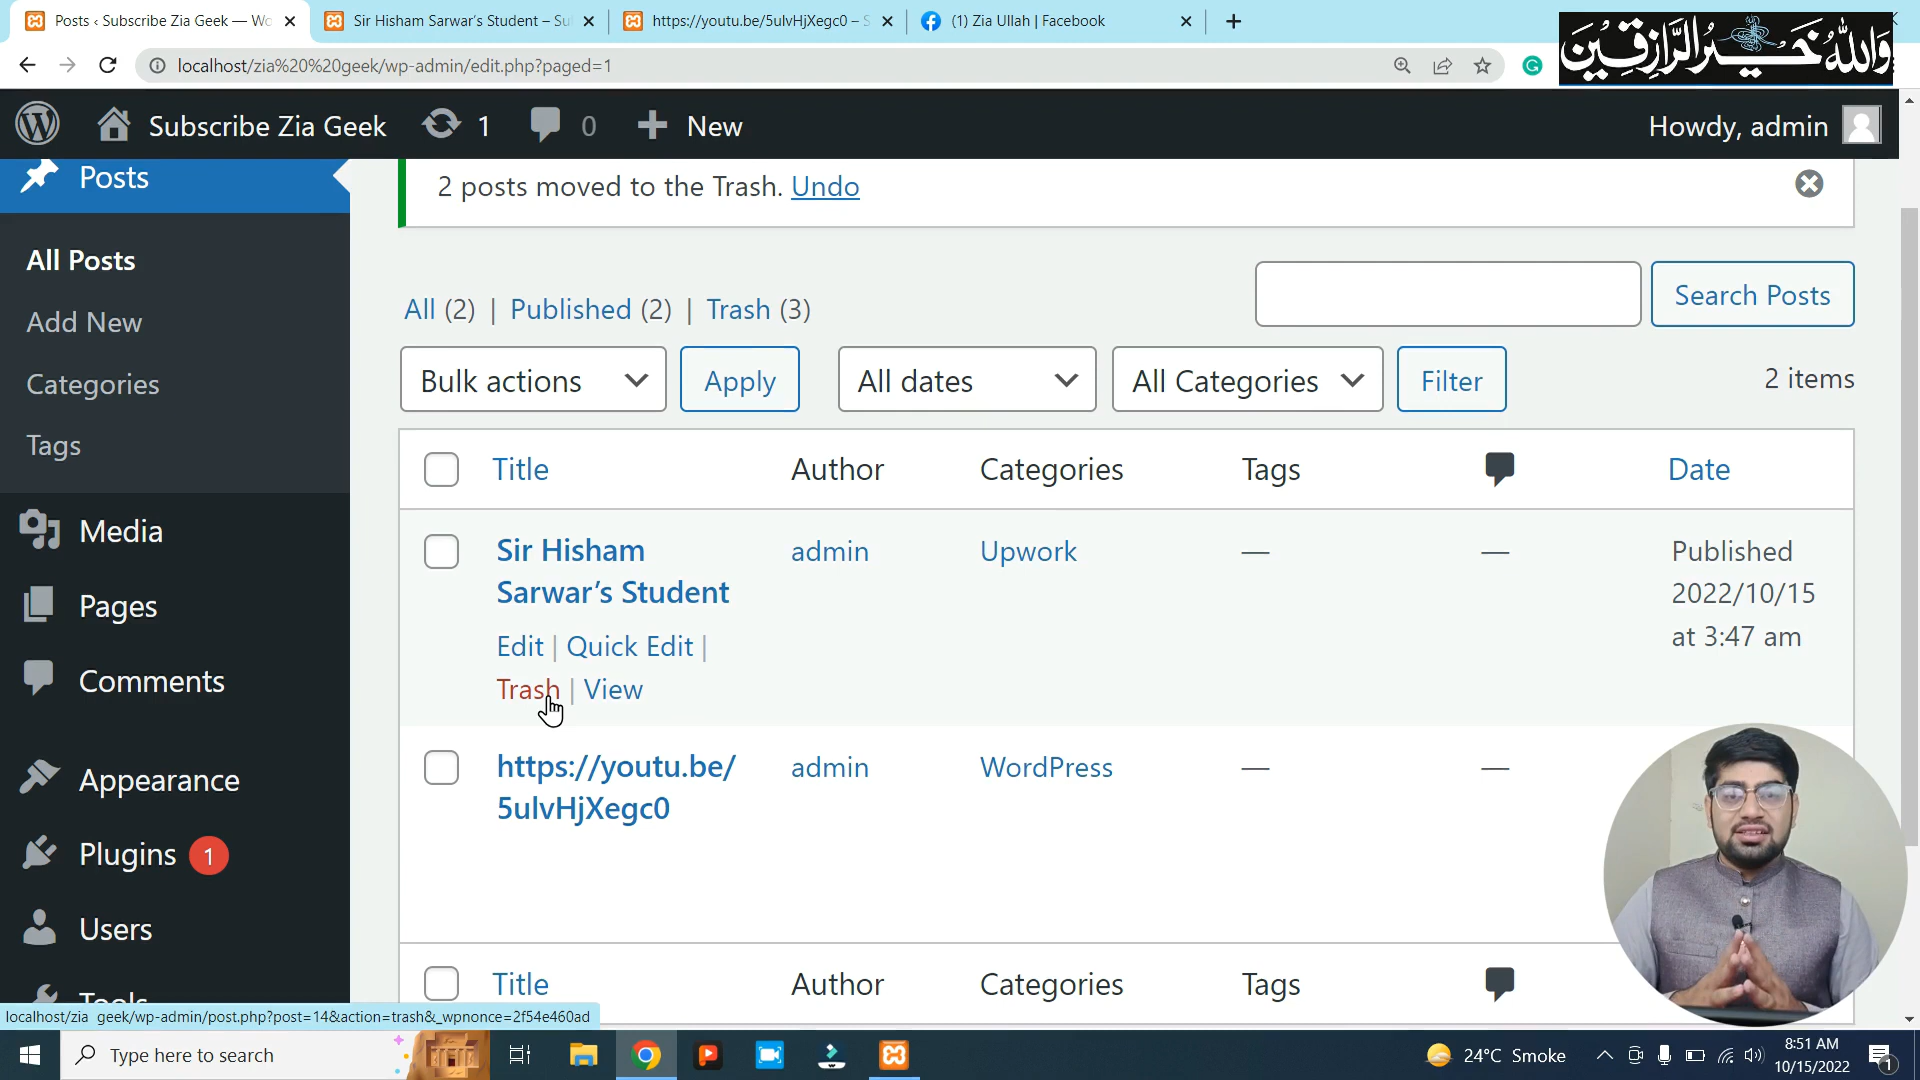 Posts ‹ Subscribe Zia Geek — Wo
Sir Hisham Sarwar's Student – Su
https://youtu.be/5ulvHjXegc0 – S
(1) Zia Ullah | Facebook
localhost/zia%20%20geek/wp-admin/edit.php?paged=1
وَاللّٰهُ خَيْرُ الرَّازِقِينَ
Subscribe Zia Geek 1 0 New
Howdy, admin
Posts
2 posts moved to the Trash. Undo
All Posts
Add New
Categories
Tags
Media
Pages
Comments
Appearance
Plugins 1
Users
Tools
All (2) | Published (2) | Trash (3)
Search Posts
Bulk actions Apply All dates All Categories Filter 2 items
Title Author Categories Tags Date
Sir Hisham admin Upwork — — Published
Sarwar's Student 2022/10/15
at 3:47 am
Edit | Quick Edit |
Trash | View
https://youtu.be/ admin WordPress — —
5ulvHjXegc0
Title Author Categories Tags
localhost/zia geek/wp-admin/post.php?post=14&action=trash&_wpnonce=2f54e460ad
Type here to search
24°C Smoke
8:51 AM
10/15/2022
1